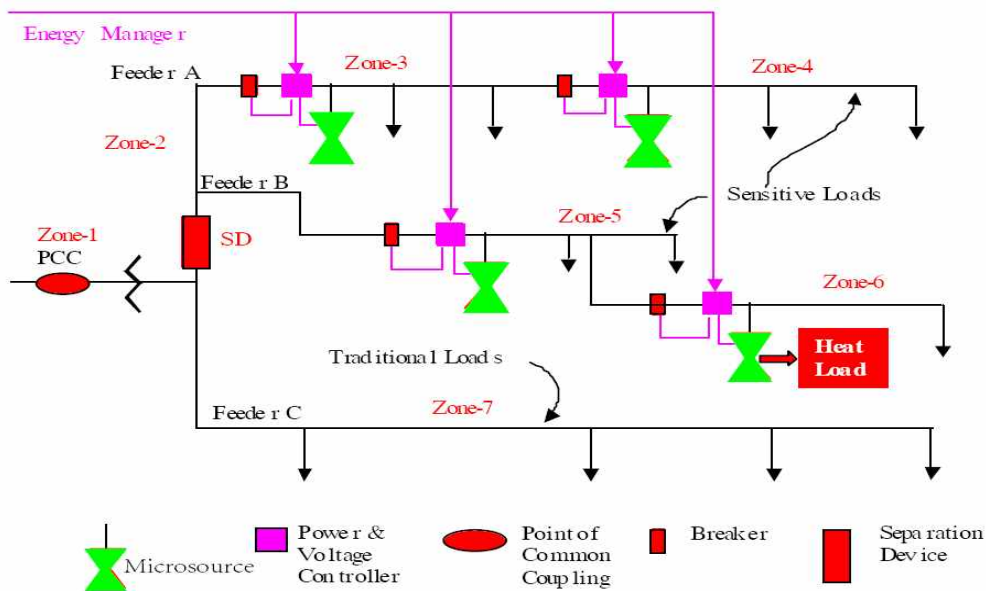 Energy Manager
Feeder A
Zone-3
Zone-4
Zone-2
Feeder B
Sensitive Loads
Zone-5
Zone-1
PCC
SD
Zone-6
Traditional Loads
Heat
Load
Feeder C
Zone-7
Microsource
Power &
Voltage
Controller
Point of
Common
Coupling
Breaker
Separation
Device